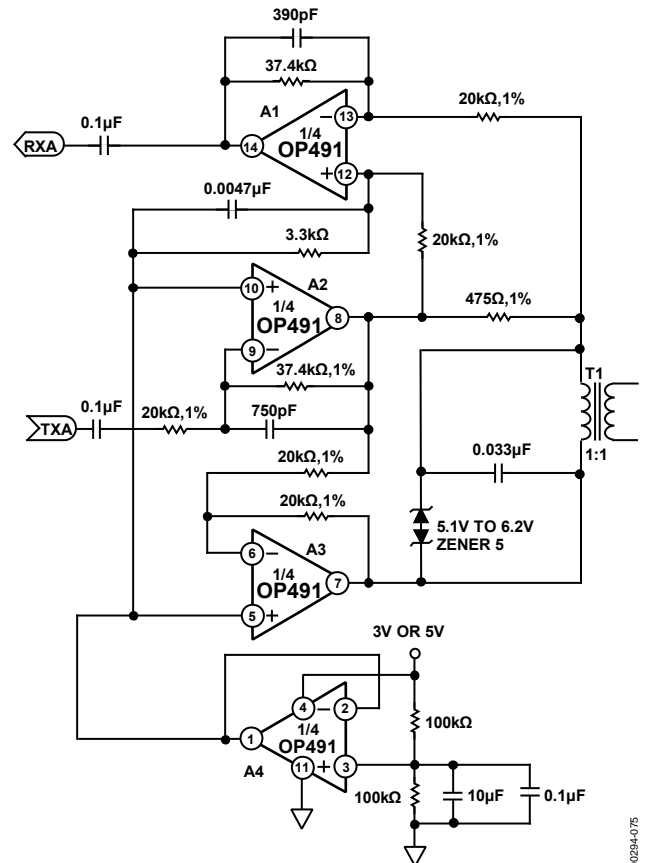 390pF
37.4kΩ
A1
20kΩ,1%
0.1µF
– 13
1/4
OP491
14
RXA
+ 12
0.0047µF
3.3kΩ
20kΩ,1%
A2
10 +
1/4
OP491
8
475Ω,1%
9 –
37.4kΩ,1%
T1
0.1µF
20kΩ,1%
750pF
TXA
0.033µF
1:1
20kΩ,1%
20kΩ,1%
5.1V TO 6.2V
ZENER 5
A3
6 –
1/4
OP491
7
5 +
3V OR 5V
4 – 2
100kΩ
1
1/4
OP491
11 + 3
A4
100kΩ
10µF
0.1µF
00294-075